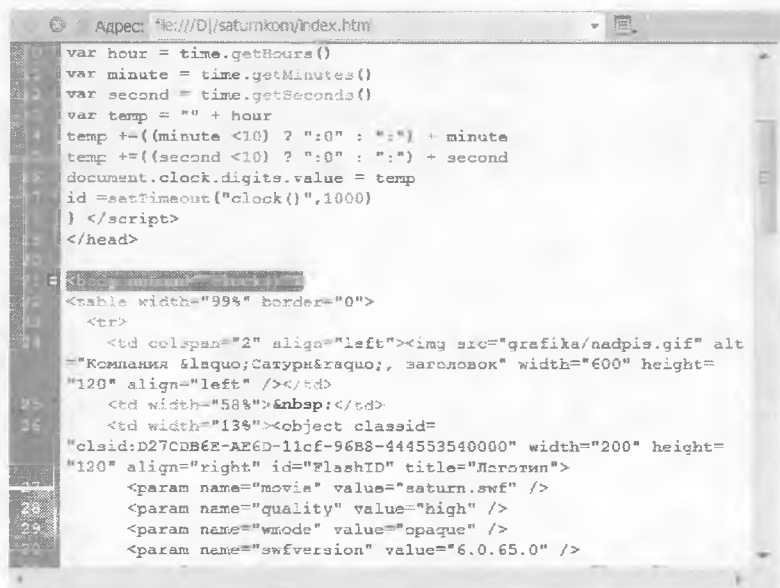 Адрес: file:///D|/saturnkom/index.html
var hour = time.getHours()
var minute = time.getMinutes()
var second = time.getSeconds()
var temp = "" + hour
temp +=((minute <10) ? ":0" : ":") + minute
temp +=((second <10) ? ":0" : ":") + second
document.clock.digits.value = temp
id =setTimeout("clock()",1000)
} </script>
</head>
<table width="99%" border="0">
<tr>
<td colspan="2" align="left"><img src="grafika/nadpis.gif" alt
="Компания &laquo;Сатурн&raquo;, заголовок" width="600" height=
"120" align="left" /></td>
25 <td width="58%">&nbsp;</td>
26 <td width="13%"><object classid=
"clsid:D27CDB6E-AE6D-11cf-96B8-444553540000" width="200" height=
"120" align="right" id="FlashID" title="Логотип">
27 <param name="movie" value="saturn.swf" />
28 <param name="quality" value="high" />
29 <param name="wmode" value="opaque" />
<param name="swfversion" value="6.0.65.0" />